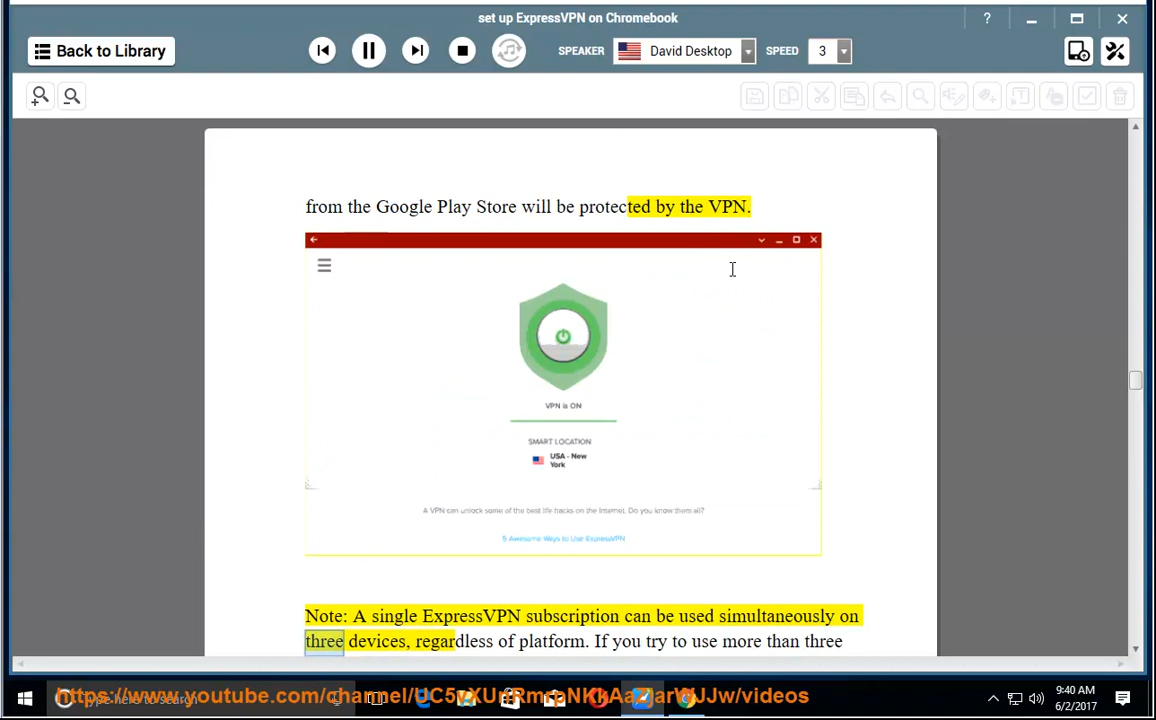 set up ExpressVPN on Chromebook
?
Back to Library
SPEAKER
David Desktop
SPEED
3
from the Google Play Store will be protected by the VPN.
VPN is ON
SMART LOCATION
USA - New
York
A VPN can unlock some of the best life hacks on the Internet. Do you know them all?
5 Awesome Ways to Use ExpressVPN
Note: A single ExpressVPN subscription can be used simultaneously on
three devices, regardless of platform. If you try to use more than three
9:40 AM
6/2/2017